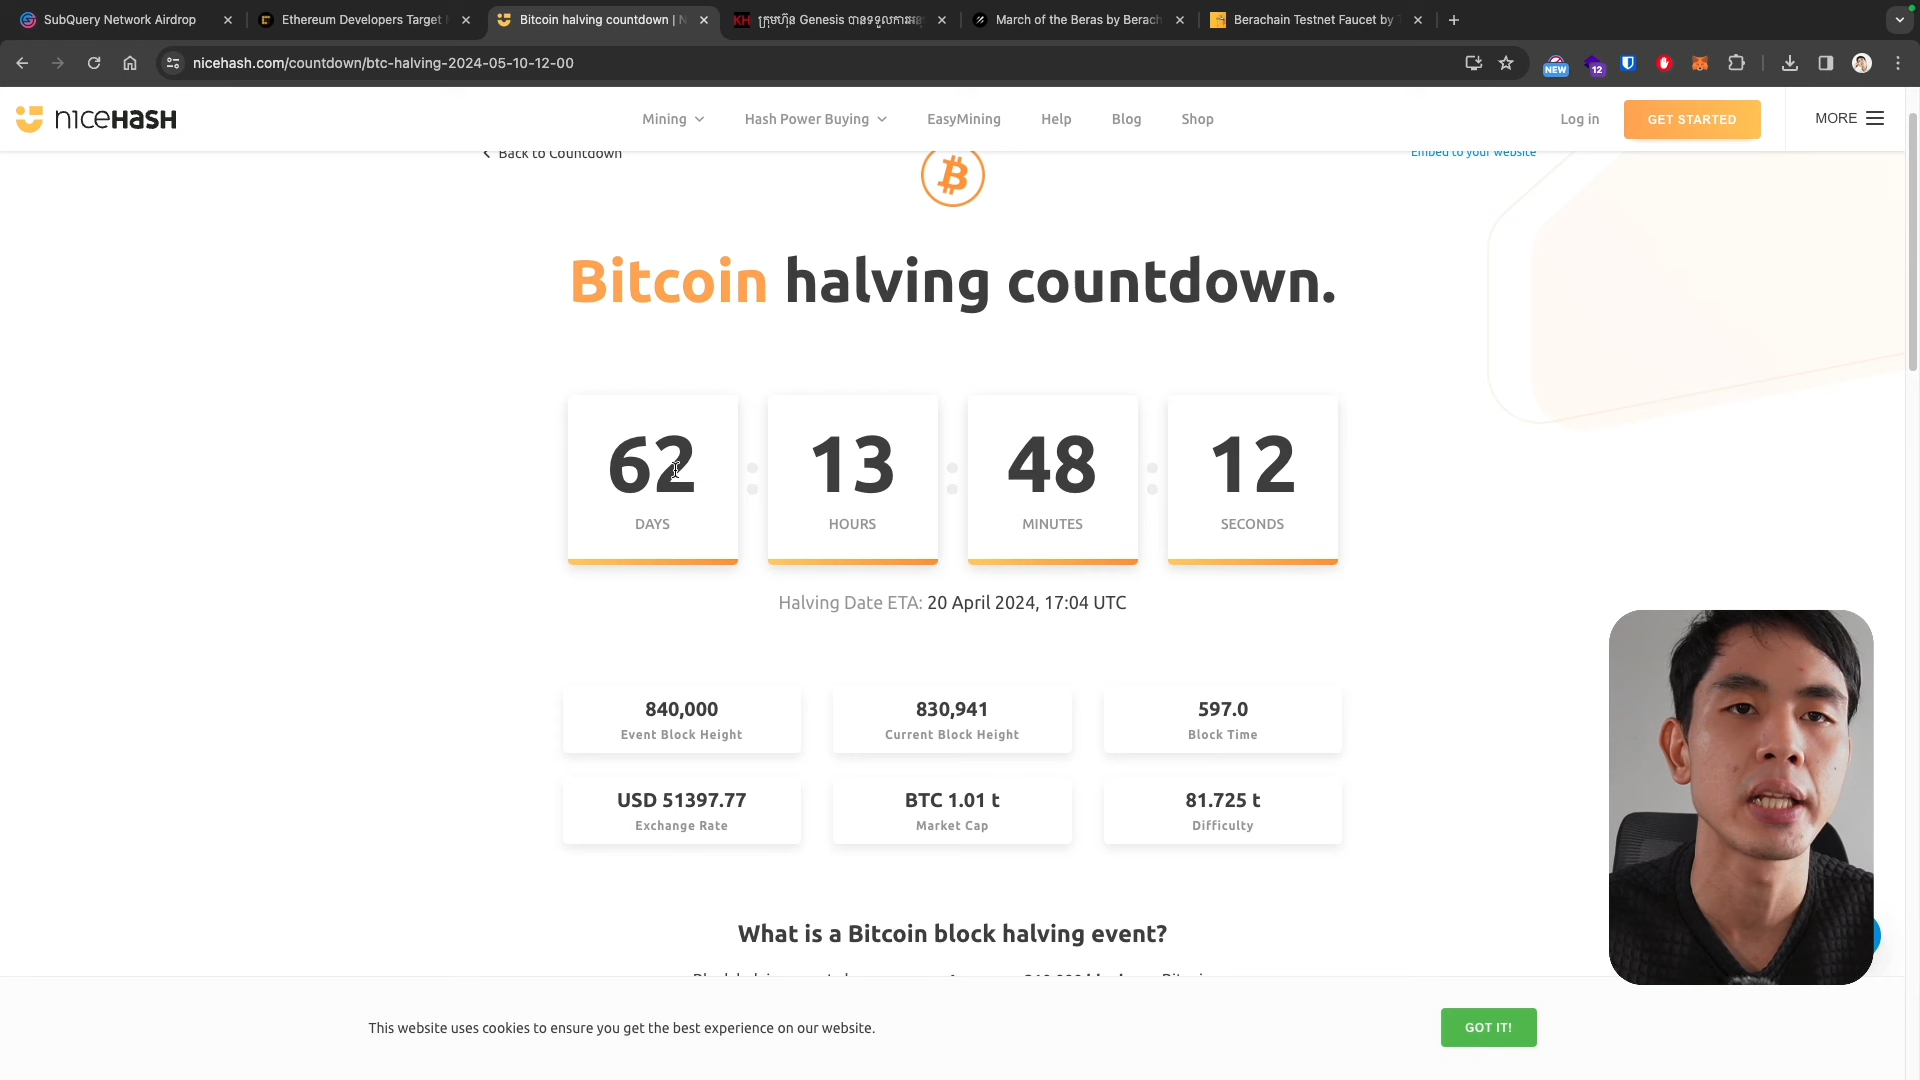 SubQuery Network Airdrop
Ethereum Developers Target
Bitcoin halving countdown | N
KH ក្រុមហ៊ុន Genesis បានទទួលការអនុ
March of the Beras by Berach
Berachain Testnet Faucet by
nicehash.com/countdown/btc-halving-2024-05-10-12-00
NEW
12
niceHASH
Mining
Hash Power Buying
EasyMining
Help
Blog
Shop
Log in
GET STARTED
MORE
Back to Countdown
Embed to your website
Bitcoin halving countdown.
62
DAYS
13
HOURS
48
MINUTES
12
SECONDS
Halving Date ETA: 20 April 2024, 17:04 UTC
840,000
Event Block Height
830,941
Current Block Height
597.0
Block Time
USD 51397.77
Exchange Rate
BTC 1.01 t
Market Cap
81.725 t
Difficulty
What is a Bitcoin block halving event?
This website uses cookies to ensure you get the best experience on our website.
GOT IT!